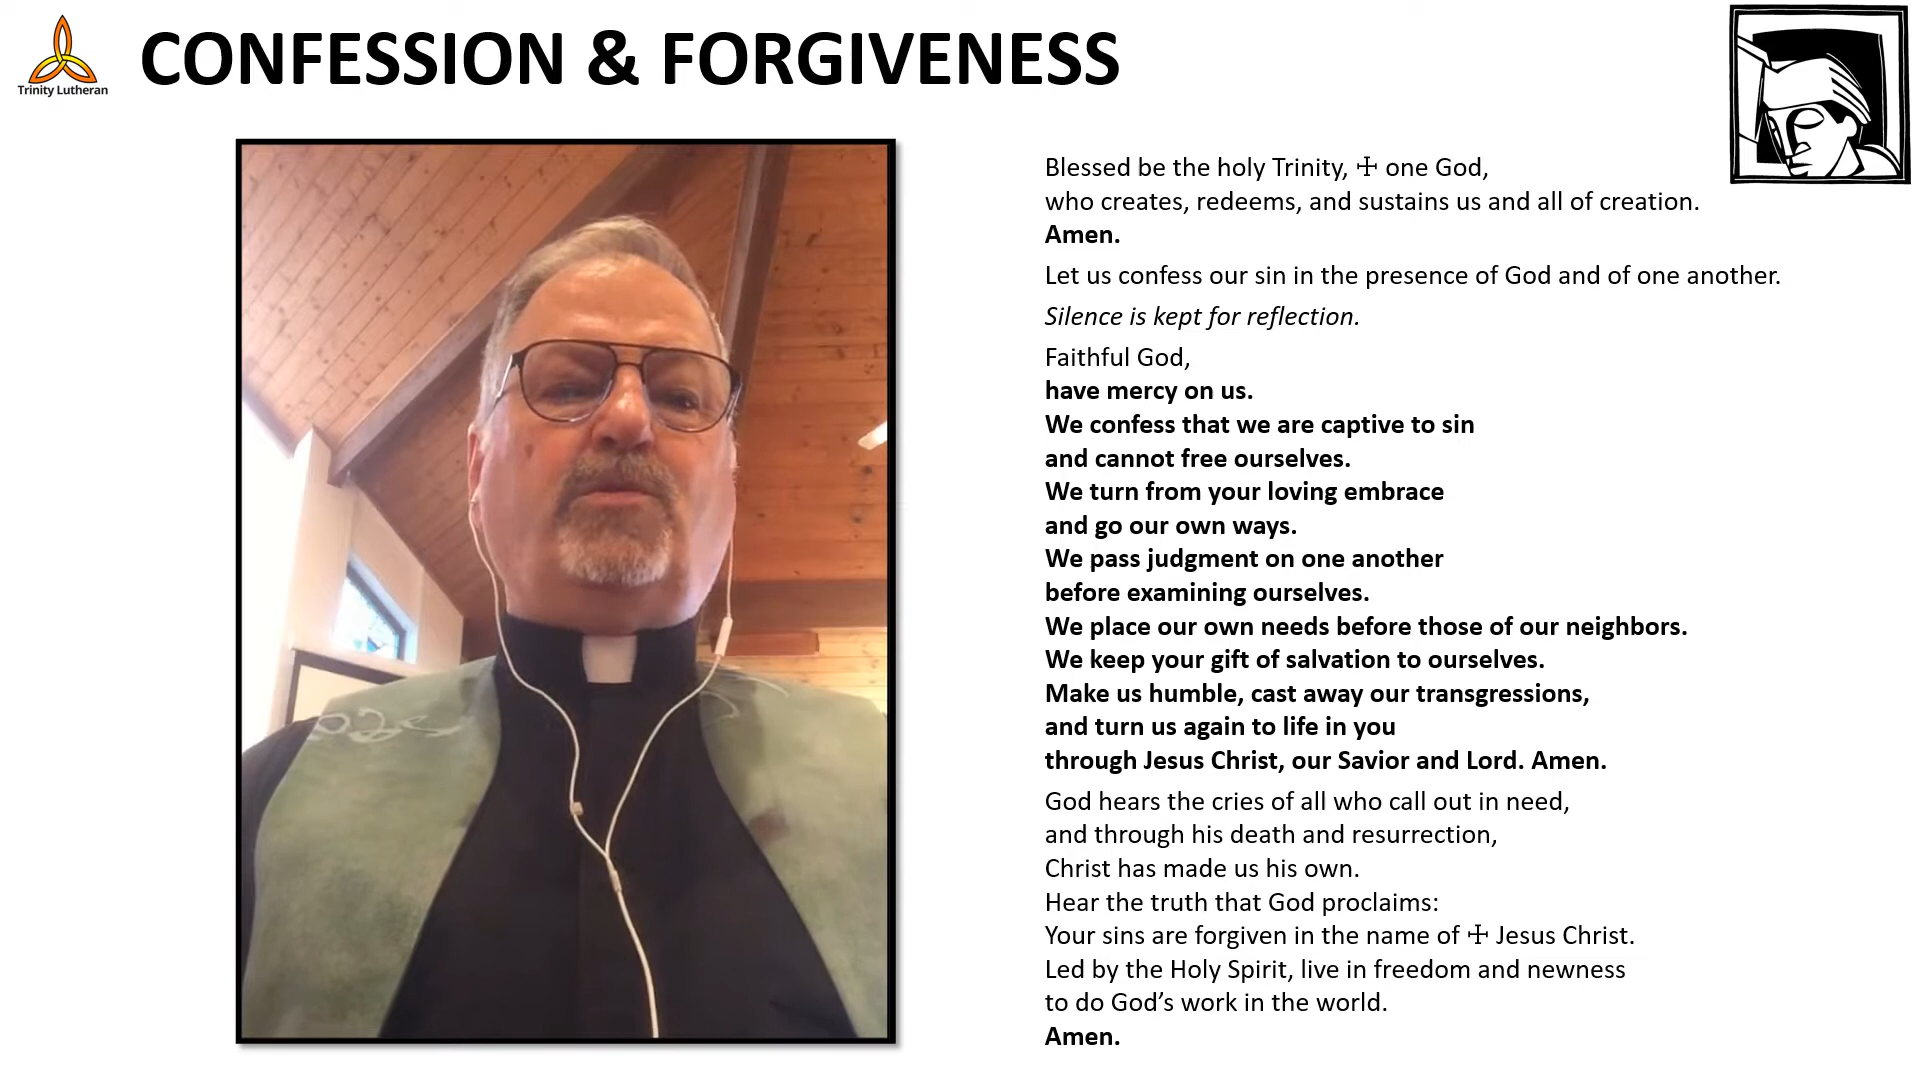 Trinity Lutheran
CONFESSION & FORGIVENESS
Blessed be the holy Trinity, ☩ one God,
who creates, redeems, and sustains us and all of creation.
Amen.
Let us confess our sin in the presence of God and of one another.
Silence is kept for reflection.
Faithful God,
have mercy on us.
We confess that we are captive to sin
and cannot free ourselves.
We turn from your loving embrace
and go our own ways.
We pass judgment on one another
before examining ourselves.
We place our own needs before those of our neighbors.
We keep your gift of salvation to ourselves.
Make us humble, cast away our transgressions,
and turn us again to life in you
through Jesus Christ, our Savior and Lord. Amen.
God hears the cries of all who call out in need,
and through his death and resurrection,
Christ has made us his own.
Hear the truth that God proclaims:
Your sins are forgiven in the name of ☩ Jesus Christ.
Led by the Holy Spirit, live in freedom and newness
to do God’s work in the world.
Amen.